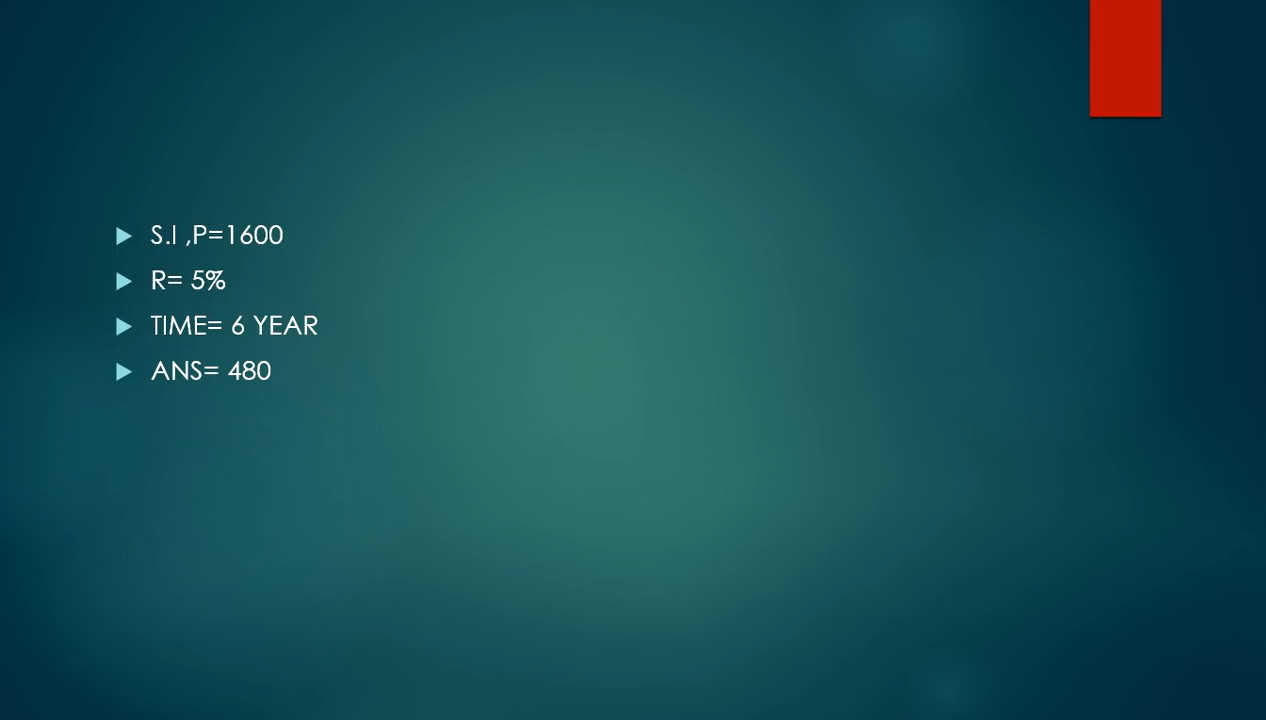 S.I ,P=1600
R= 5%
TIME= 6 YEAR
ANS= 480